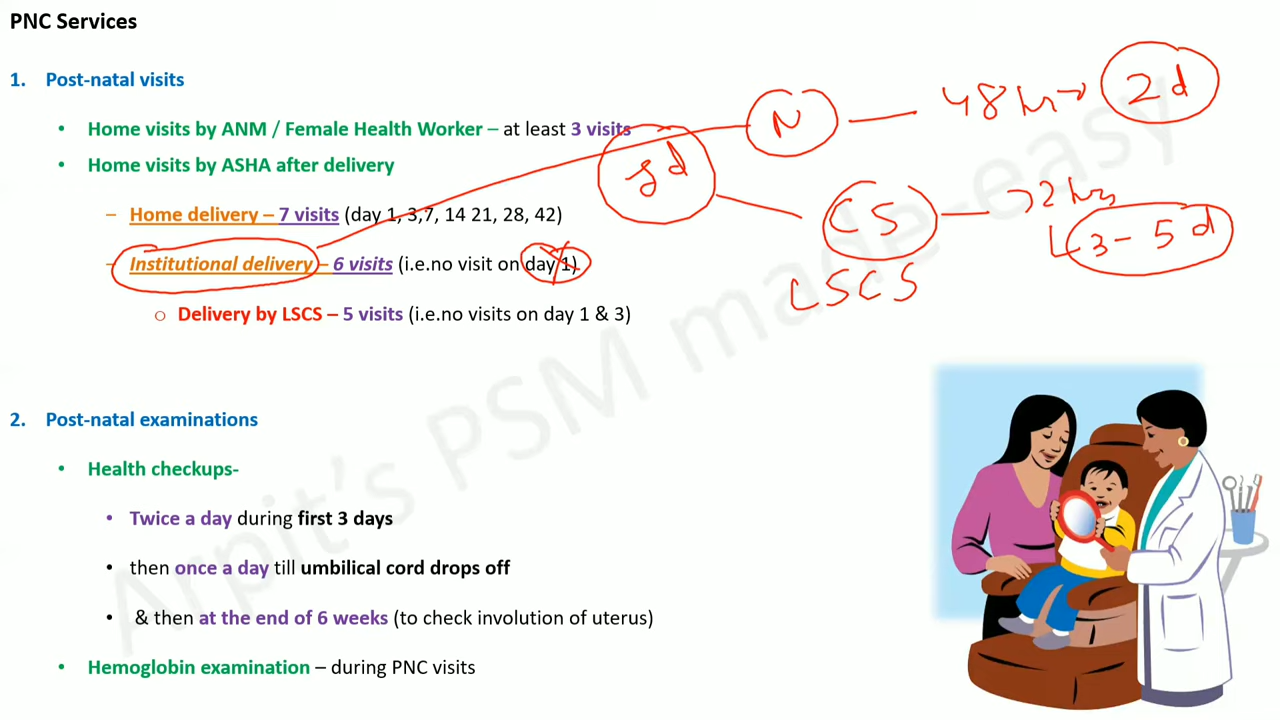 PNC Services
1. Post-natal visits
• Home visits by ANM / Female Health Worker – at least 3 visits
• Home visits by ASHA after delivery
– Home delivery – 7 visits (day 1, 3,7, 14 21, 28, 42)
– Institutional delivery – 6 visits (i.e.no visit on day 1)
○ Delivery by LSCS – 5 visits (i.e.no visits on day 1 & 3)
N — 48 hr → 2d
CS — 72 hrs
3 - 5 d
LSCS
2. Post-natal examinations
• Health checkups-
• Twice a day during first 3 days
• then once a day till umbilical cord drops off
• & then at the end of 6 weeks (to check involution of uterus)
• Hemoglobin examination – during PNC visits
Arpit's PSM made-easy